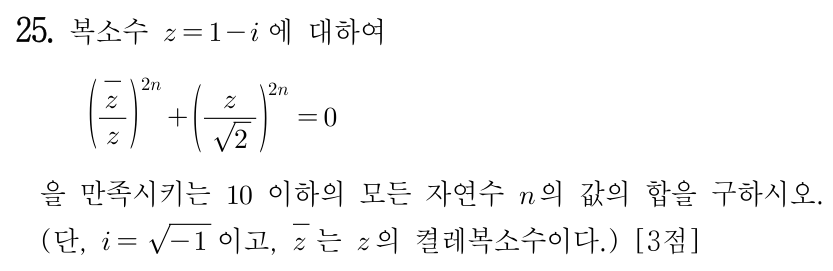 25. 복소수 z=1-i 에 대하여
(z̅/z)^{2n} + (z/√2)^{2n} = 0
을 만족시키는 10 이하의 모든 자연수 n의 값의 합을 구하시오.
(단, i=√-1 이고, z̅ 는 z의 켤레복소수이다.) [3점]